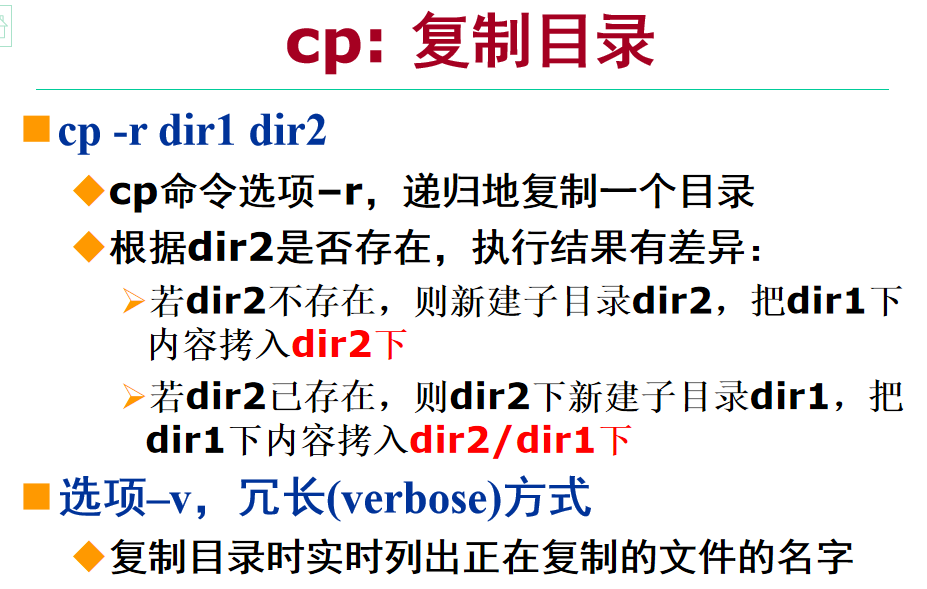 cp: 复制目录
cp -r dir1 dir2
cp命令选项–r，递归地复制一个目录
根据dir2是否存在，执行结果有差异：
若dir2不存在，则新建子目录dir2，把dir1下
内容拷入dir2下
若dir2已存在，则dir2下新建子目录dir1，把
dir1下内容拷入dir2/dir1下
选项–v，冗长(verbose)方式
复制目录时实时列出正在复制的文件的名字